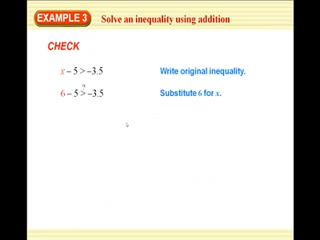 EXAMPLE 3 Solve an inequality using addition
CHECK
x – 5 > –3.5 Write original inequality.
?
6 – 5 > –3.5 Substitute 6 for x.